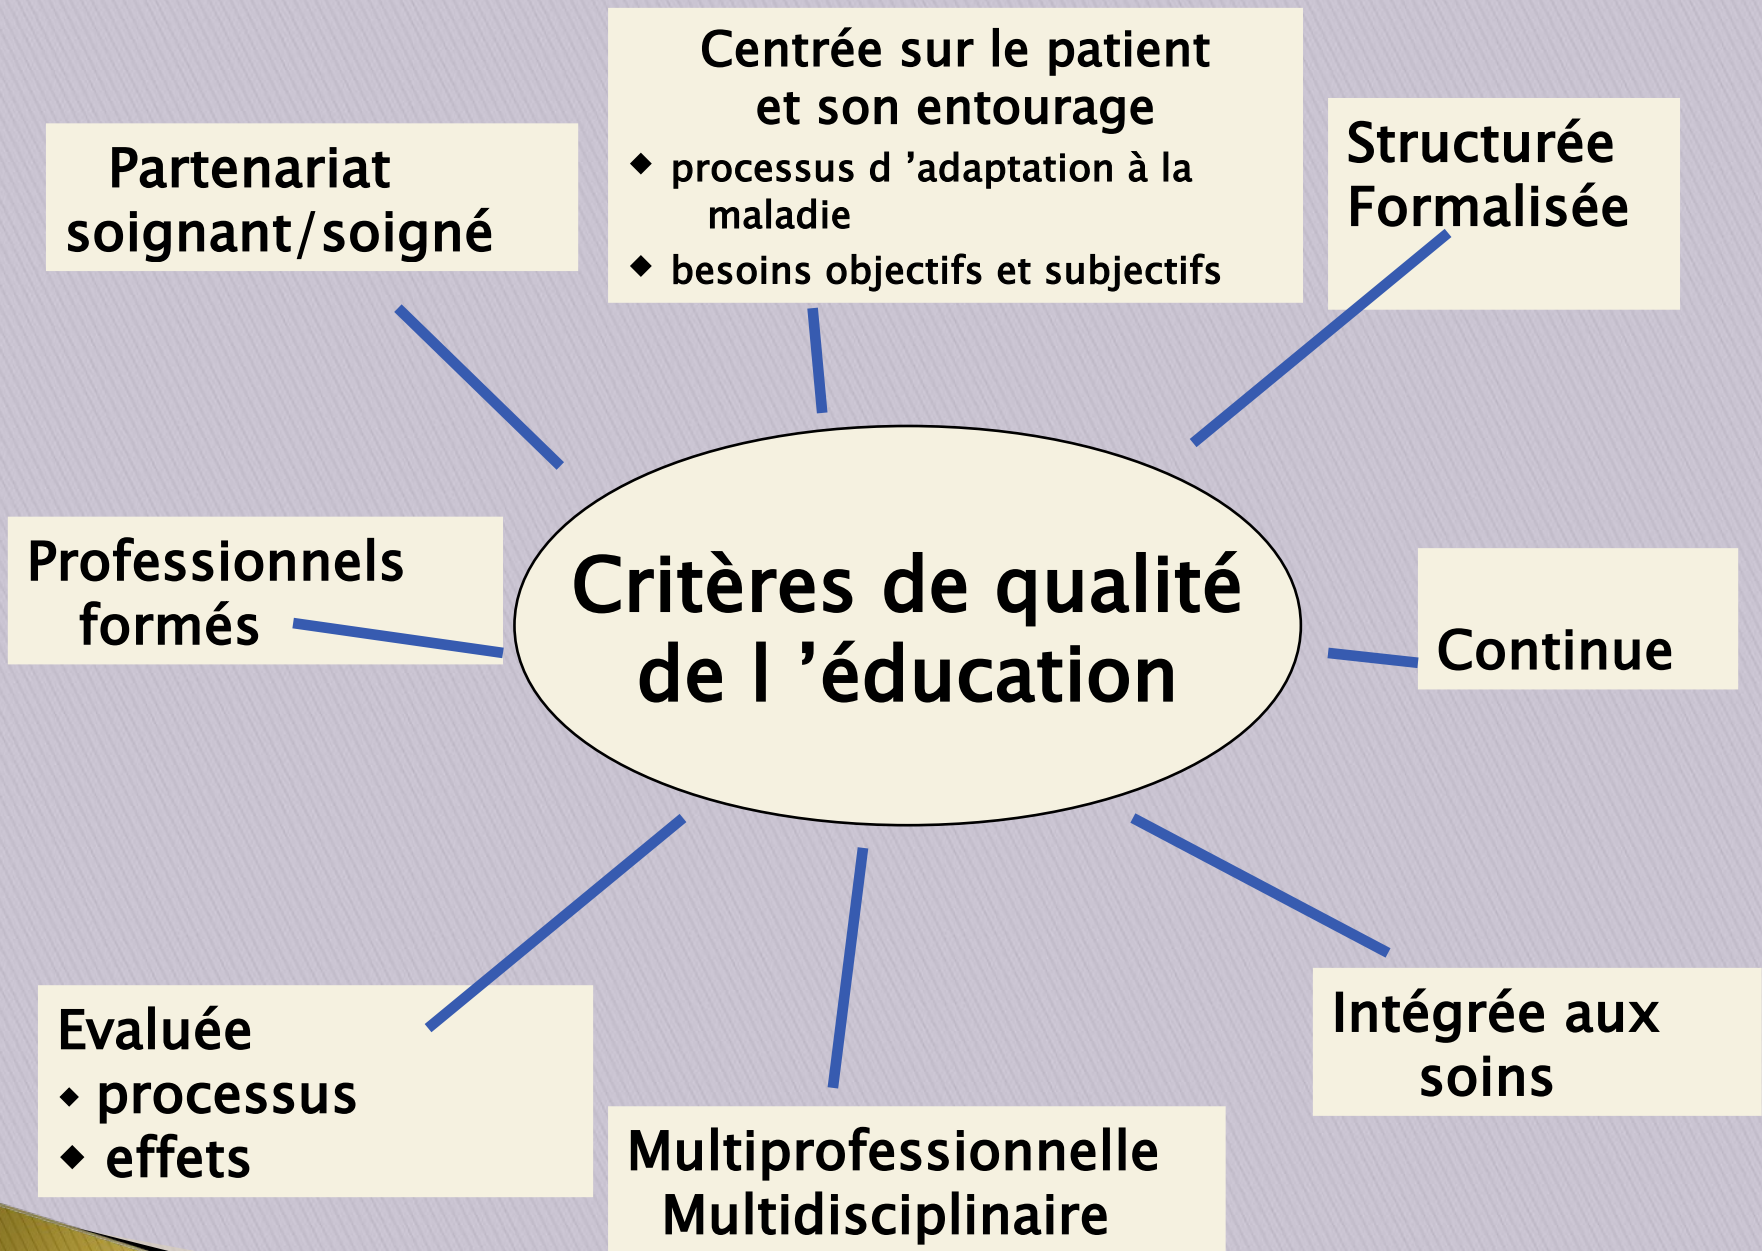 Centrée sur le patient
et son entourage
◆ processus d ’adaptation à la
maladie
◆ besoins objectifs et subjectifs
Partenariat
soignant/soigné
Structurée
Formalisée
Professionnels
formés
Critères de qualité
de l ’éducation
Continue
Evaluée
◆ processus
◆ effets
Multiprofessionnelle
Multidisciplinaire
Intégrée aux
soins